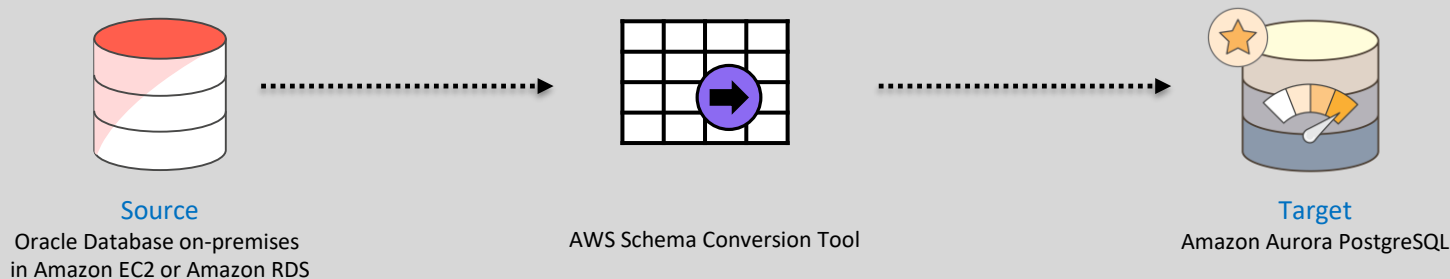 Source
Oracle Database on-premises
in Amazon EC2 or Amazon RDS
AWS Schema Conversion Tool
Target
Amazon Aurora PostgreSQL